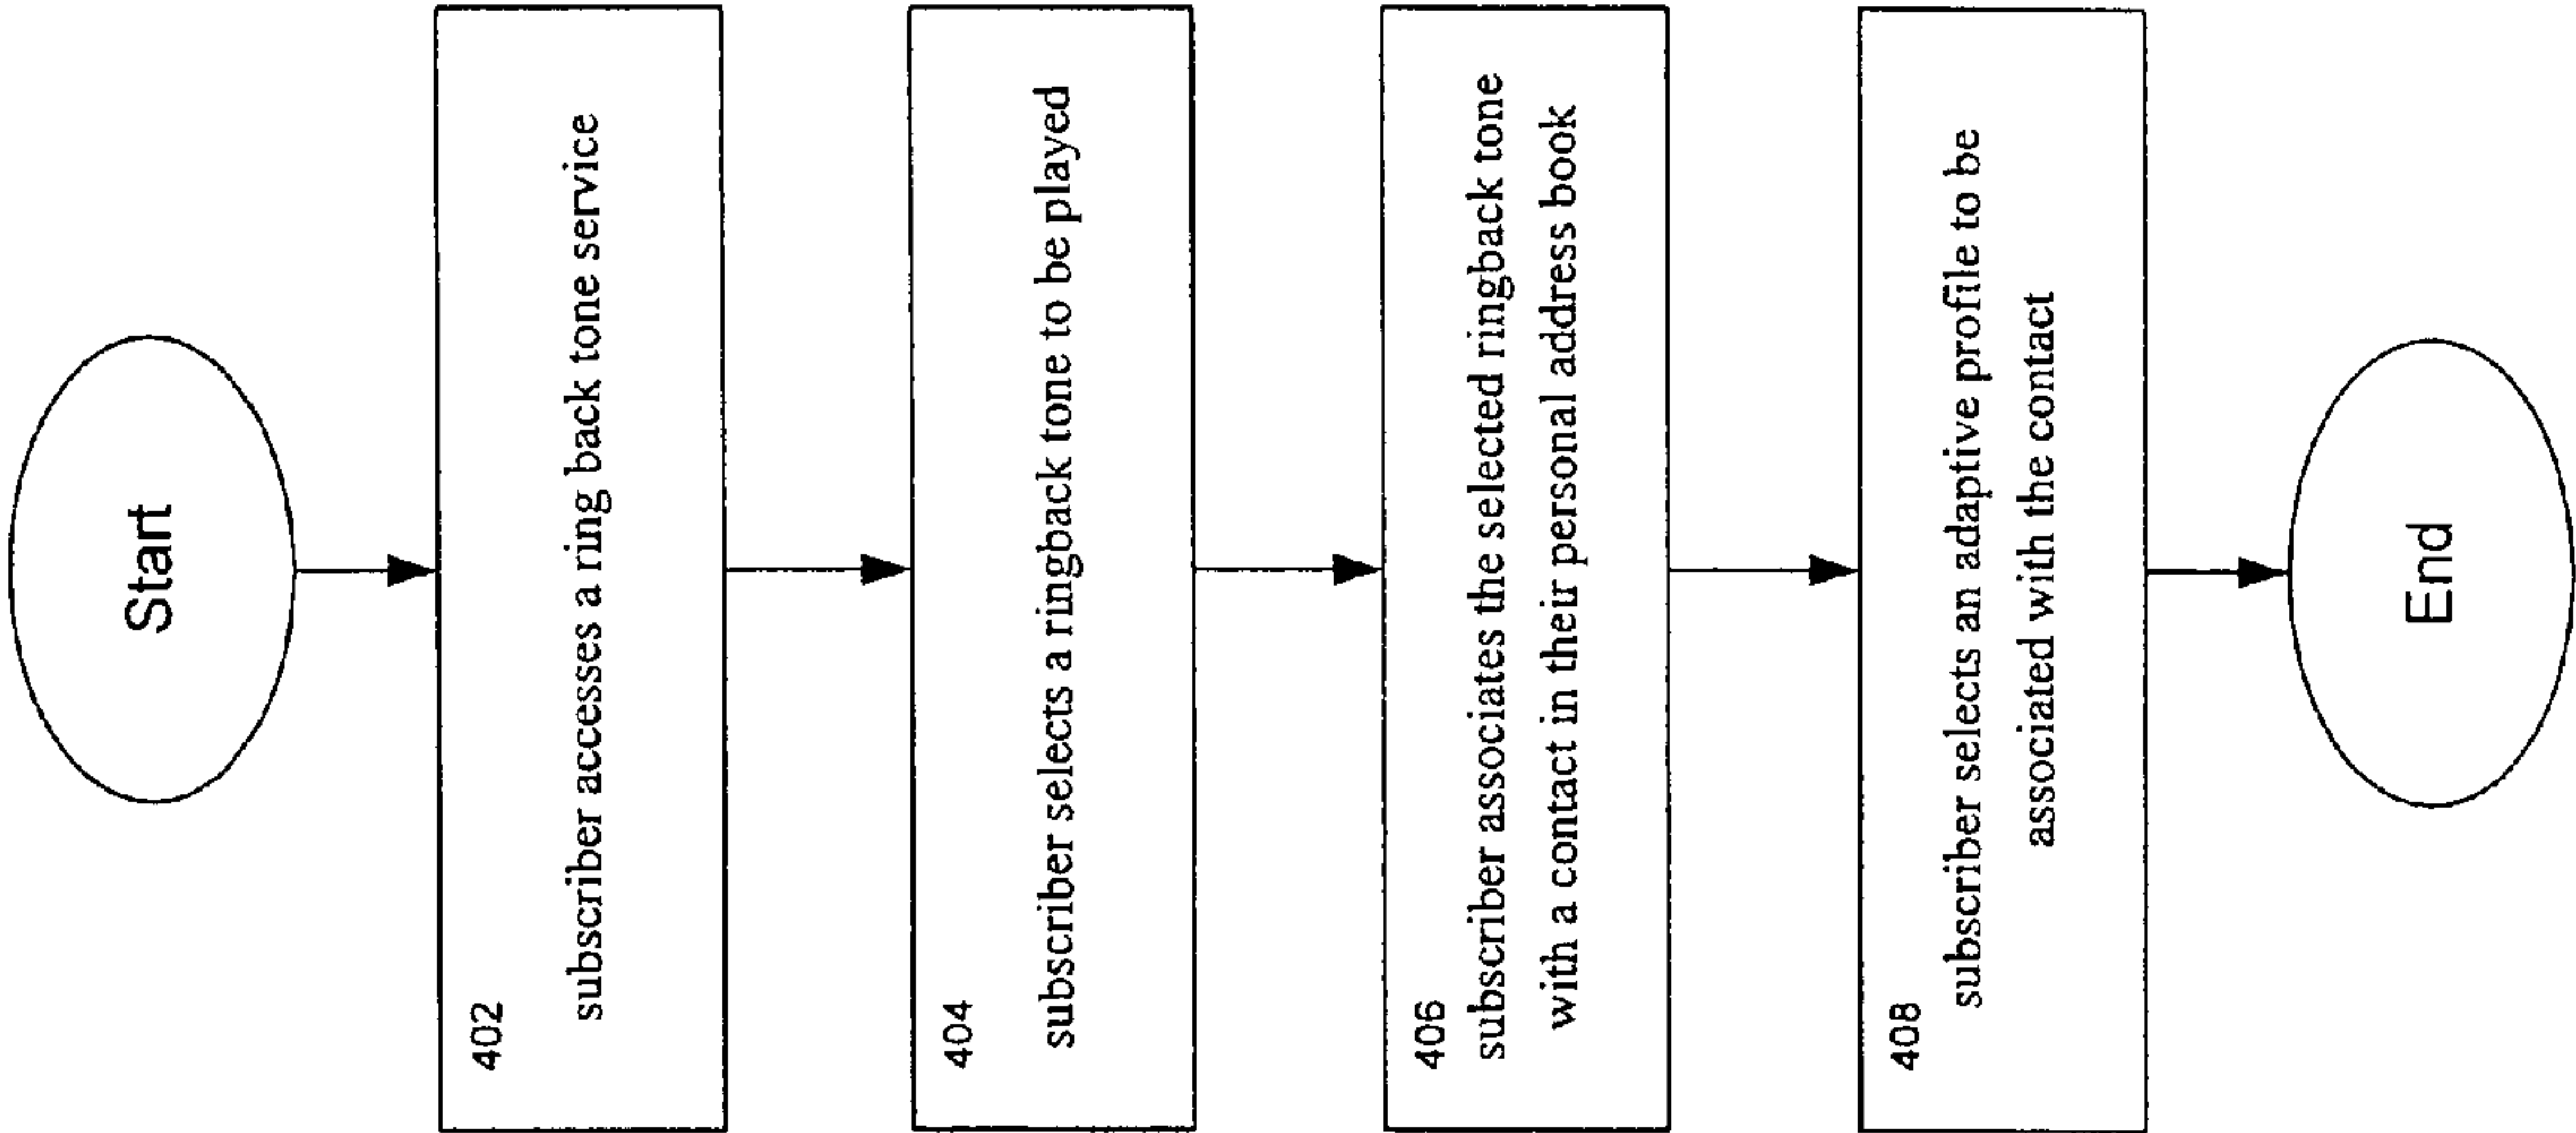 Start
402
subscriber accesses a ring back tone service
404
subscriber selects a ringback tone to be played
406
subscriber associates the selected ringback tone
with a contact in their personal address book
408
subscriber selects an adaptive profile to be
associated with the contact
End